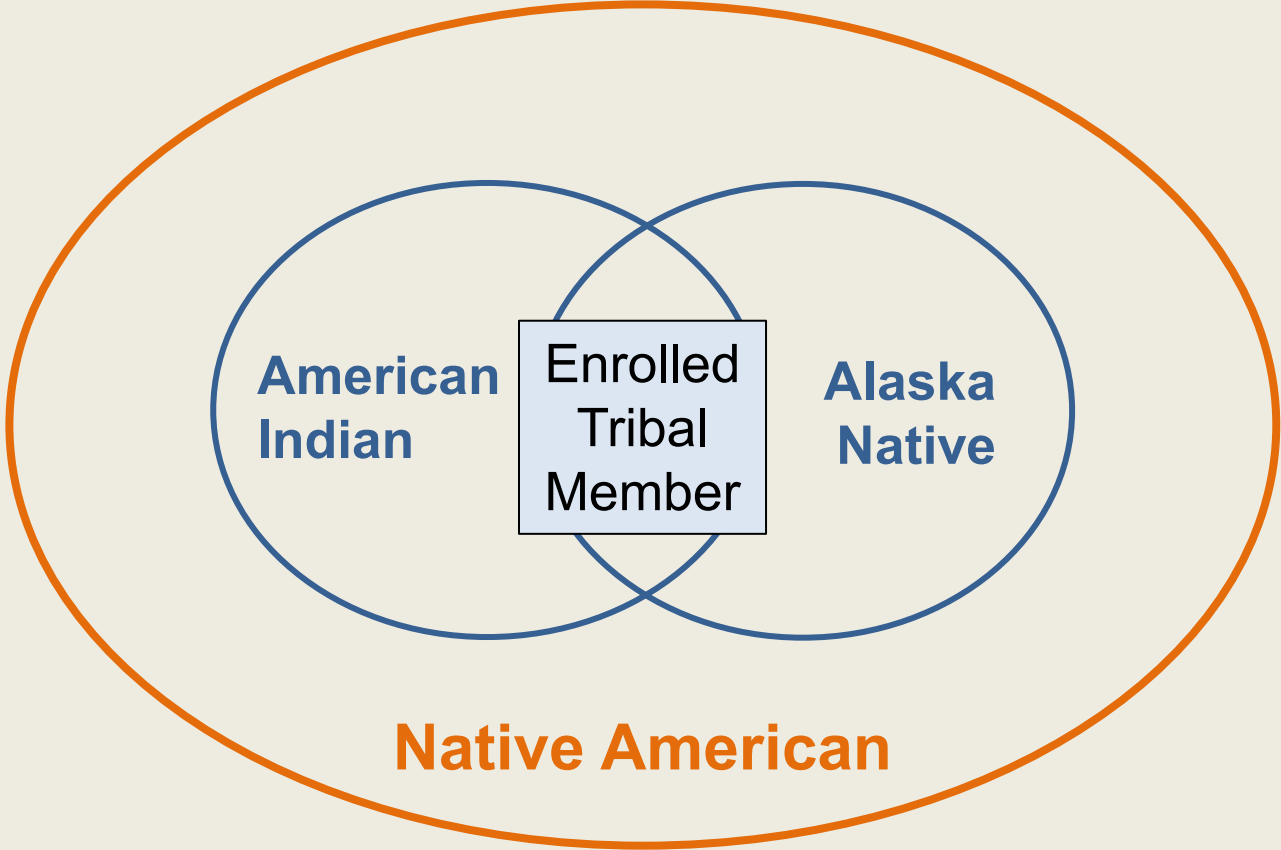 American
Indian
Enrolled
Tribal
Member
Alaska
Native
Native American